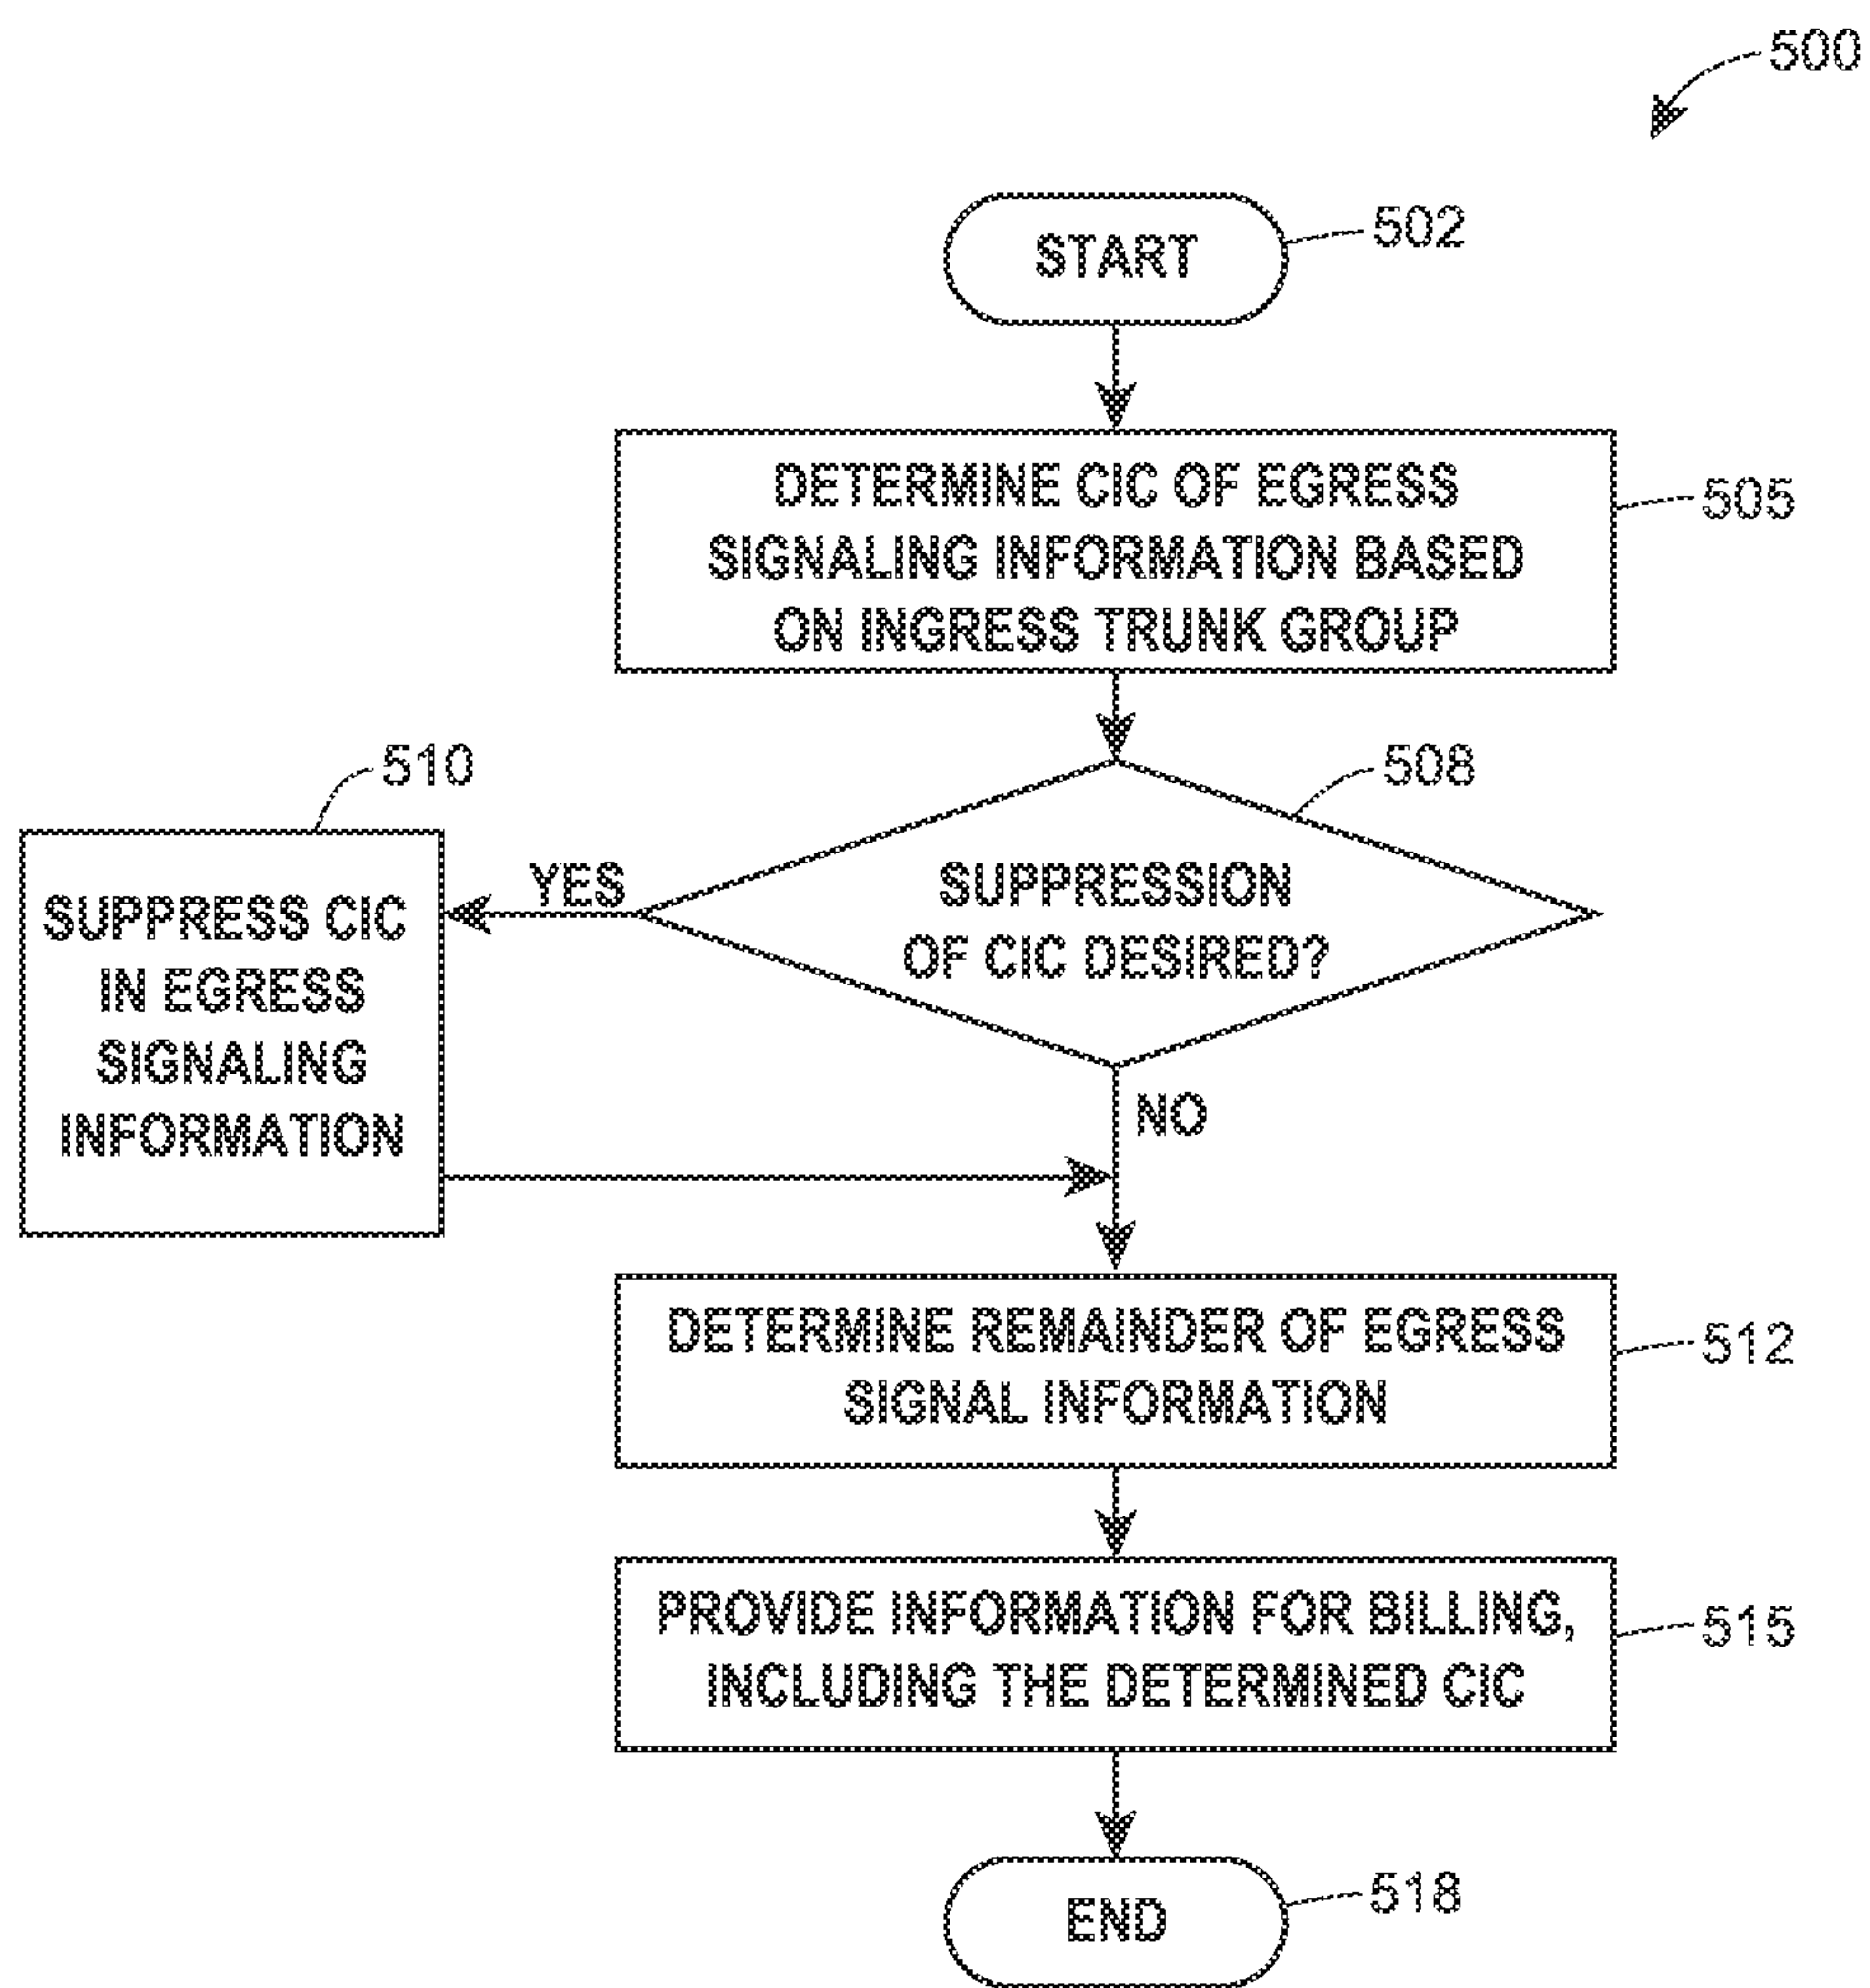 500
START
502
DETERMINE CIC OF EGRESS
SIGNALING INFORMATION BASED
ON INGRESS TRUNK GROUP
505
510
508
SUPPRESS CIC
IN EGRESS
SIGNALING
INFORMATION
YES
SUPPRESSION
OF CIC DESIRED?
NO
DETERMINE REMAINDER OF EGRESS
SIGNAL INFORMATION
512
PROVIDE INFORMATION FOR BILLING,
INCLUDING THE DETERMINED CIC
515
END
518